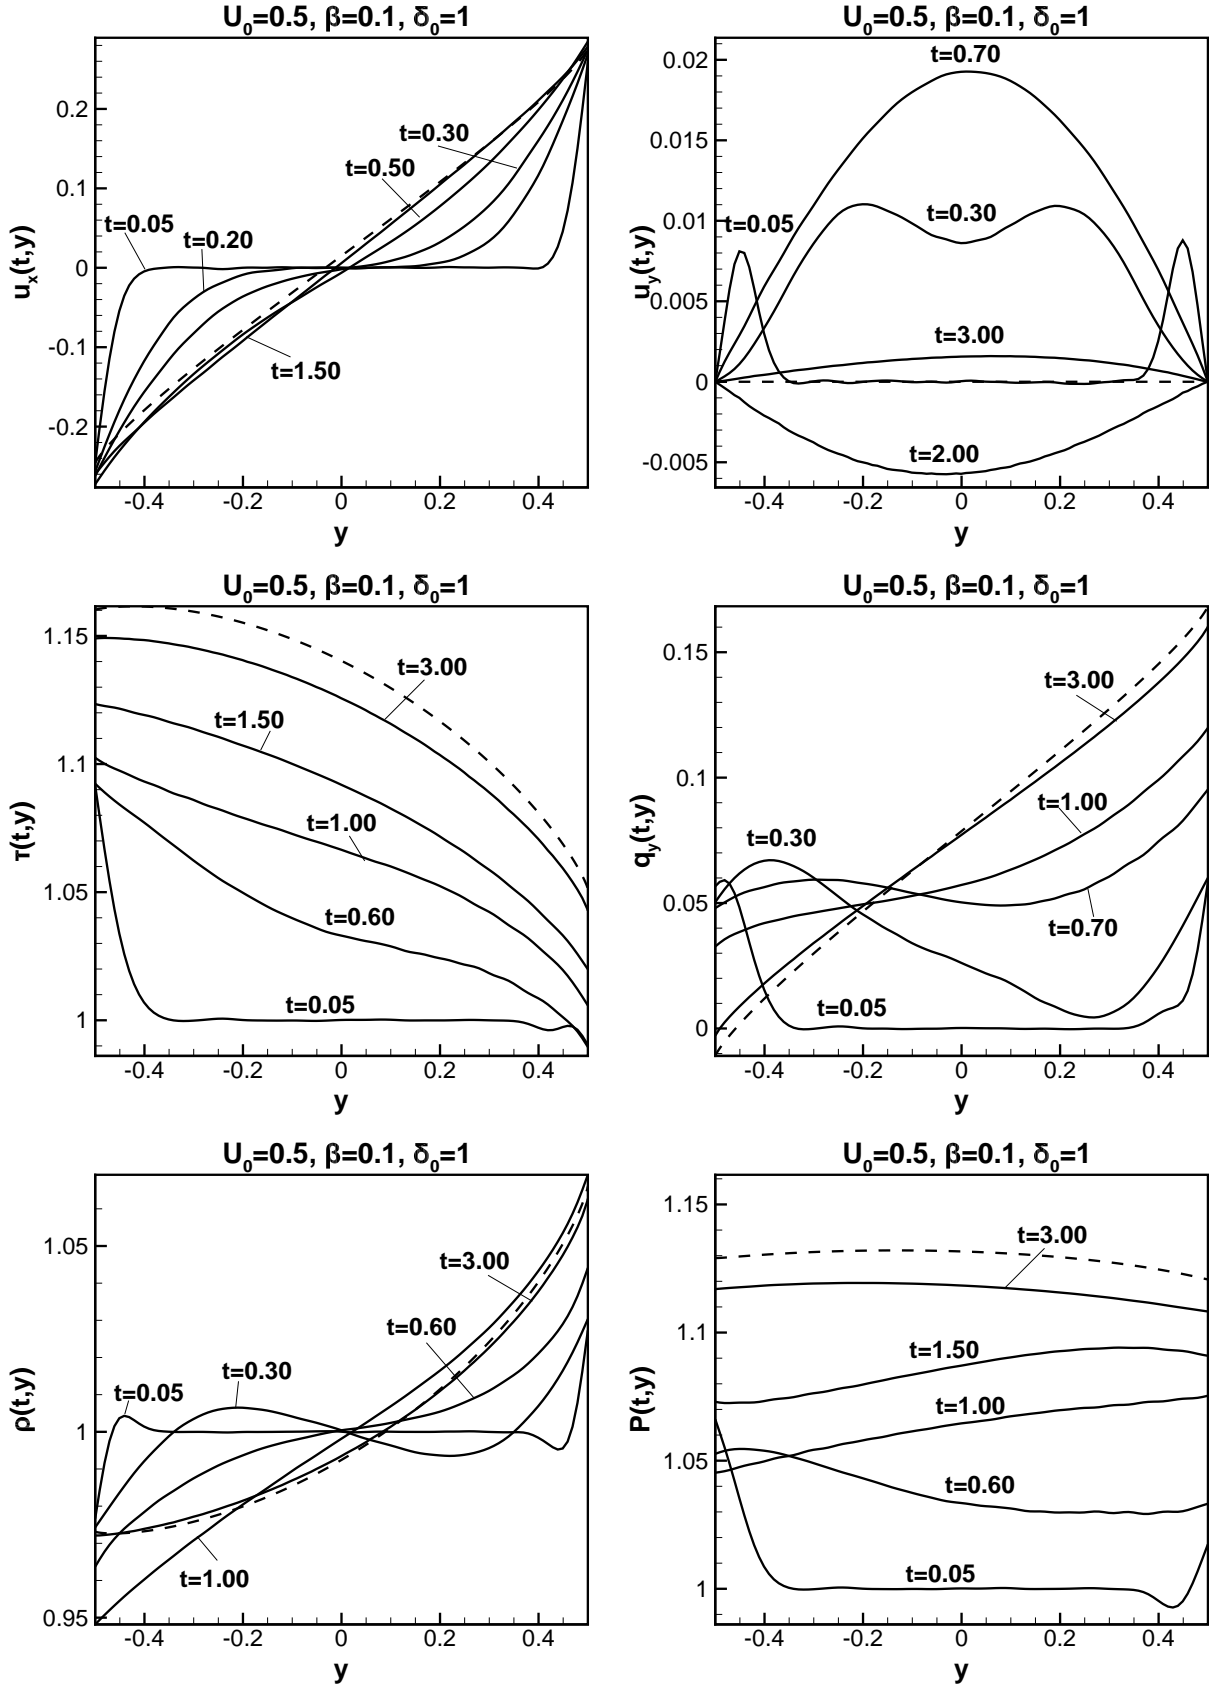 U₀=0.5, β=0.1, δ₀=1
uₓ(t,y)
0.2
0.1
0
-0.1
-0.2
t=0.30
t=0.50
t=0.05
t=0.20
t=1.50
-0.4
-0.2
0
0.2
0.4
y
U₀=0.5, β=0.1, δ₀=1
u_y(t,y)
0.02
0.015
0.01
0.005
0
-0.005
t=0.70
t=0.05
t=0.30
t=3.00
t=2.00
-0.4
-0.2
0
0.2
0.4
y
U₀=0.5, β=0.1, δ₀=1
τ(t,y)
1.15
1.1
1.05
1
t=3.00
t=1.50
t=1.00
t=0.60
t=0.05
-0.4
-0.2
0
0.2
0.4
y
U₀=0.5, β=0.1, δ₀=1
q_y(t,y)
0.15
0.1
0.05
0
t=3.00
t=1.00
t=0.30
t=0.70
t=0.05
-0.4
-0.2
0
0.2
0.4
y
U₀=0.5, β=0.1, δ₀=1
ρ(t,y)
1.05
1
0.95
t=3.00
t=0.60
t=0.30
t=0.05
t=1.00
-0.4
-0.2
0
0.2
0.4
y
U₀=0.5, β=0.1, δ₀=1
P(t,y)
1.15
1.1
1.05
1
t=3.00
t=1.50
t=1.00
t=0.60
t=0.05
-0.4
-0.2
0
0.2
0.4
y